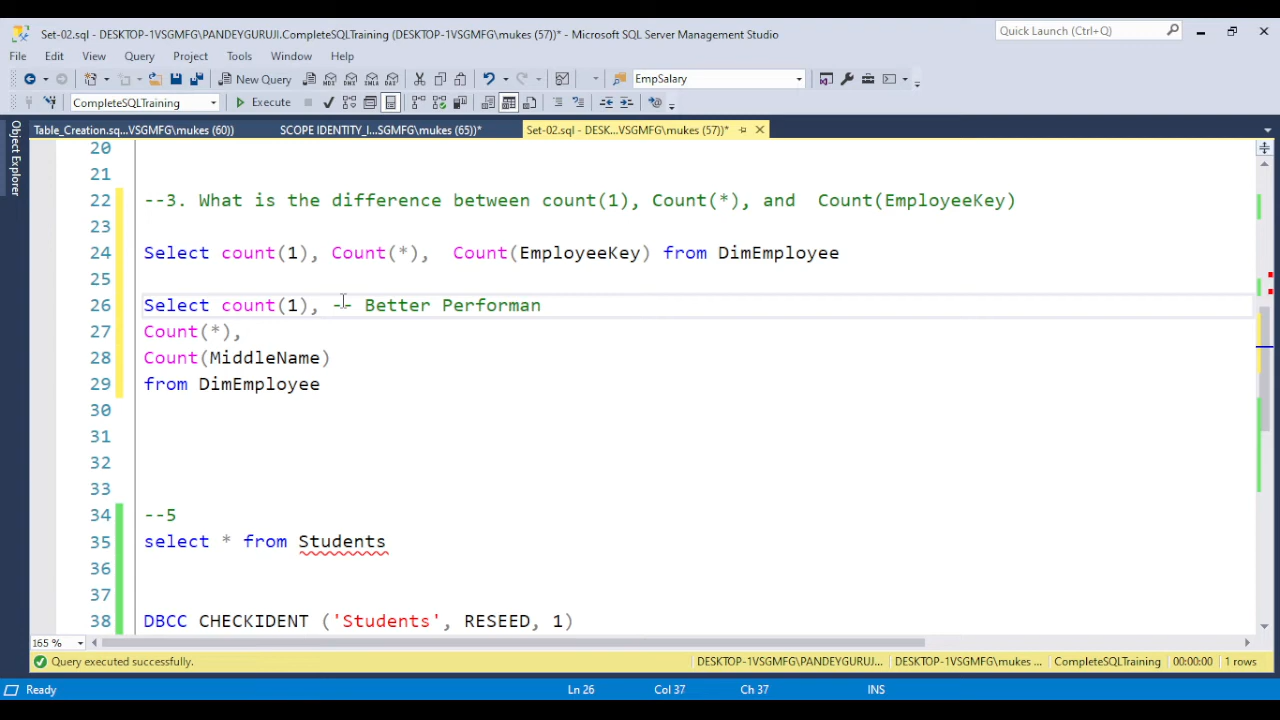 Set-02.sql - DESKTOP-1VSGMFG\PANDEYGURUJI.CompleteSQLTraining (DESKTOP-1VSGMFG\mukes (57))* - Microsoft SQL Server Management Studio
Quick Launch (Ctrl+Q)
File Edit View Query Project Tools Window Help
New Query
MDX DMX XMLA DAX
EmpSalary
CompleteSQLTraining
Execute
Table_Creation.sq...VSGMFG\mukes (60))
SCOPE IDENTITY_I...SGMFG\mukes (65))*
Set-02.sql - DESK...VSGMFG\mukes (57))*
Object Explorer
20
21
22 --3. What is the difference between count(1), Count(*), and  Count(EmployeeKey)
23
24 Select count(1), Count(*),  Count(EmployeeKey) from DimEmployee
25
26 Select count(1), -- Better Performan
27 Count(*),
28 Count(MiddleName)
29 from DimEmployee
30
31
32
33
34 --5
35 select * from Students
36
37
38 DBCC CHECKIDENT ('Students', RESEED, 1)
165 %
Query executed successfully.
DESKTOP-1VSGMFG\PANDEYGURUJI... DESKTOP-1VSGMFG\mukes ... CompleteSQLTraining 00:00:00 1 rows
Ready
Ln 26 Col 37 Ch 37 INS